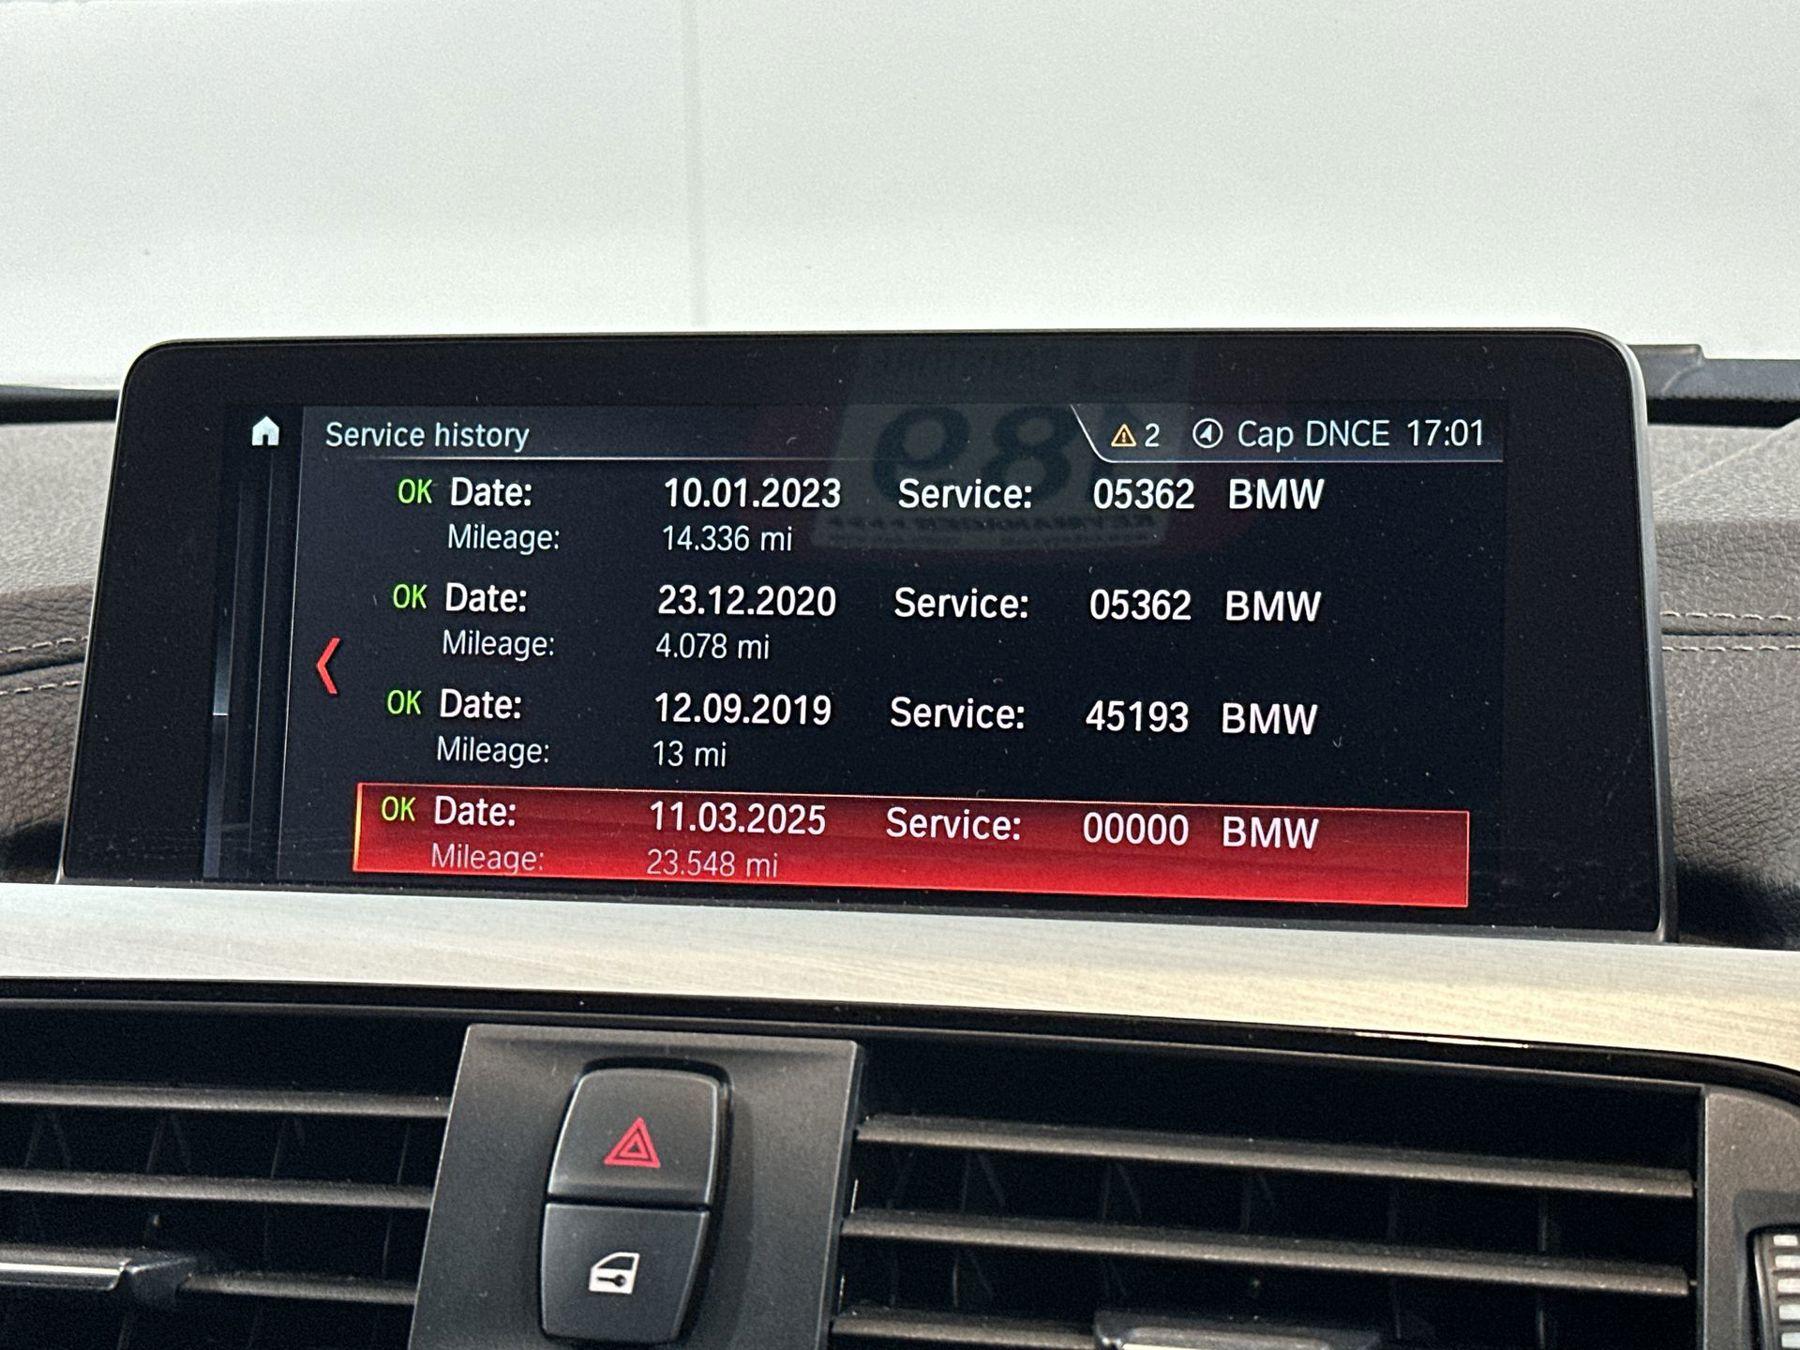 Service history 2 Cap DNCE 17:01
OK Date: 10.01.2023 Service: 05362 BMW
Mileage: 14.336 mi
OK Date: 23.12.2020 Service: 05362 BMW
Mileage: 4.078 mi
OK Date: 12.09.2019 Service: 45193 BMW
Mileage: 13 mi
OK Date: 11.03.2025 Service: 00000 BMW
Mileage: 23.548 mi